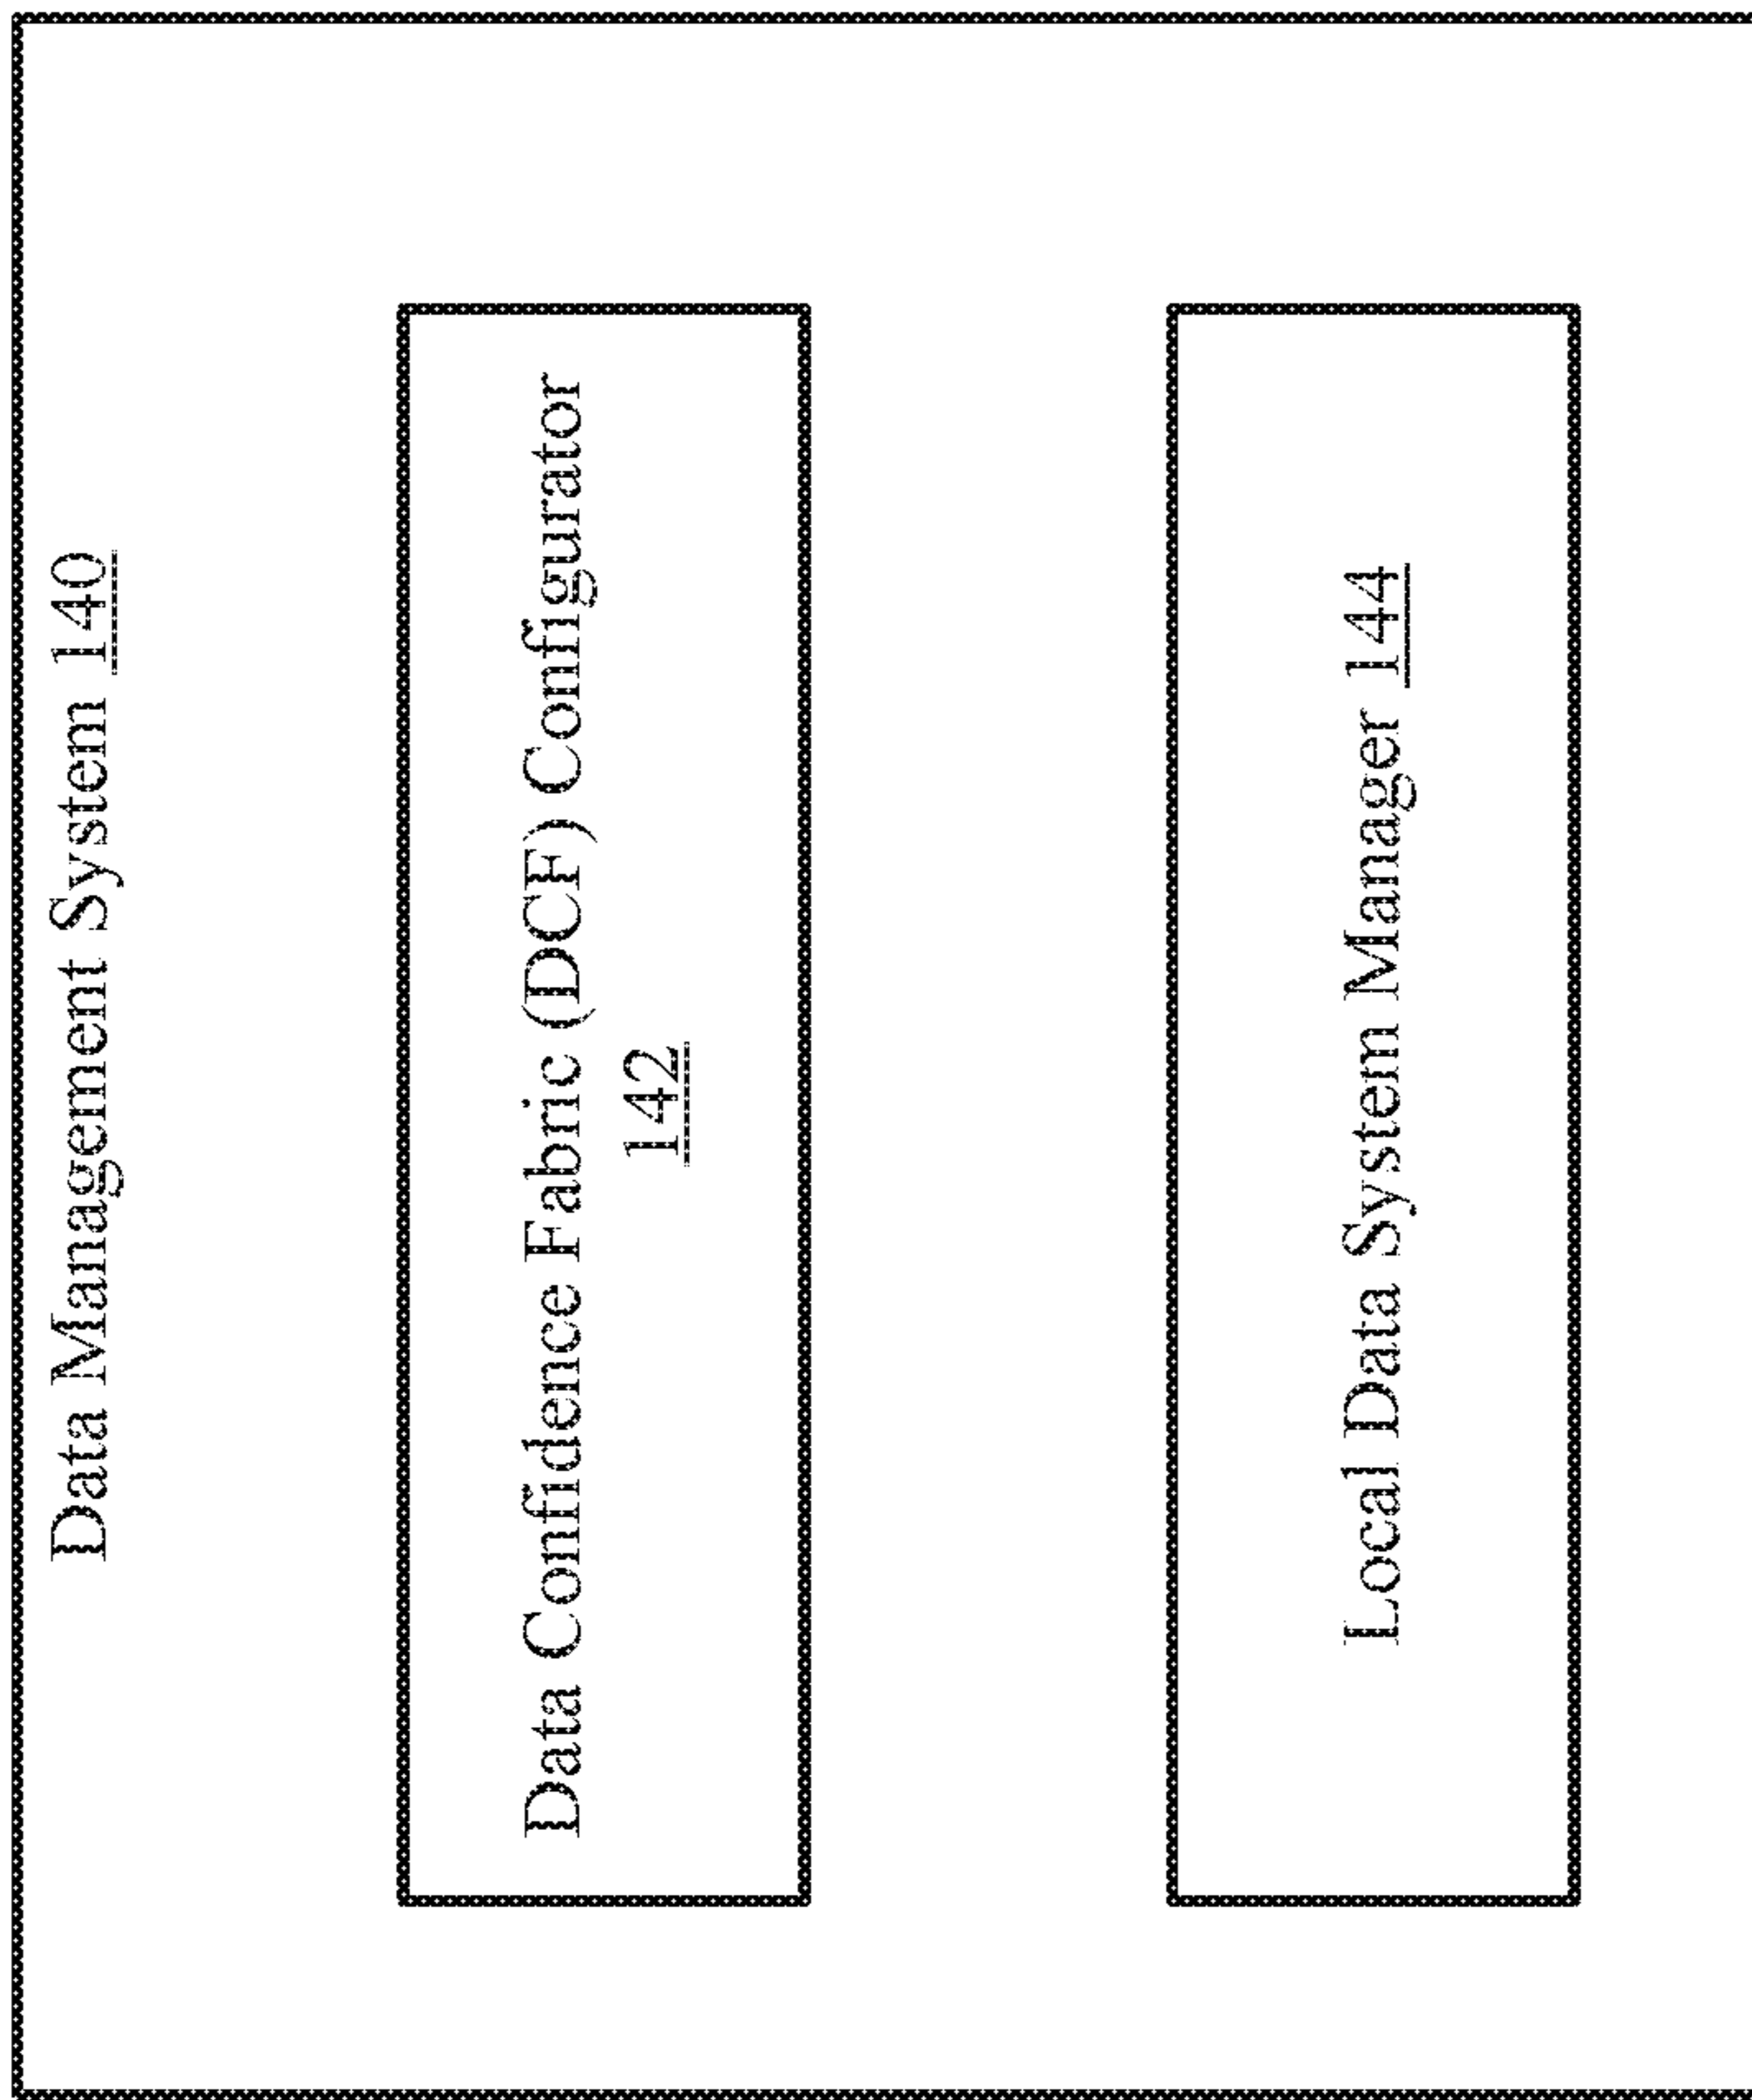 Data Management System 140
Data Confidence Fabric (DCF) Configurator
142
Local Data System Manager 144